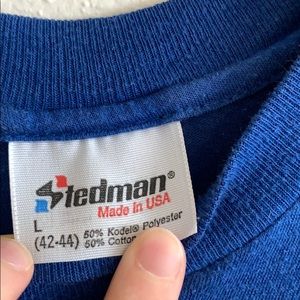 Stedman®
Made In USA
L
(42-44) 50% Kodel® Polyester
50% Cotton